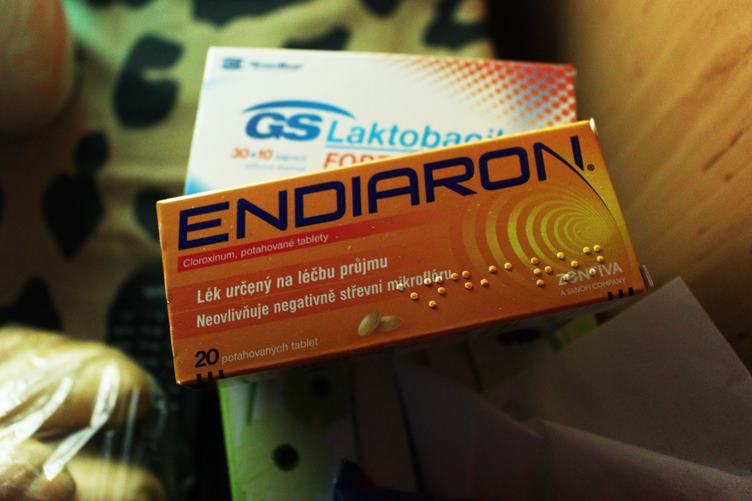 GS Laktobacil
30+10 kapslí
FORTE
ENDIARON®
Cloroxinum, potahované tablety
Lék určený na léčbu průjmu
Neovlivňuje negativně střevní mikroflóru
ZENTIVA
A SANOFI COMPANY
20 potahovaných tablet